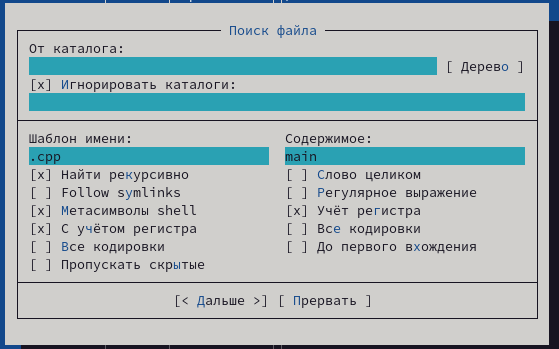 Поиск файла
От каталога:
[ Дерево ]
[x] Игнорировать каталоги:
Шаблон имени: Содержимое:
.cpp main
[x] Найти рекурсивно [ ] Слово целиком
[ ] Follow symlinks [ ] Регулярное выражение
[x] Метасимволы shell [x] Учёт регистра
[x] С учётом регистра [ ] Все кодировки
[ ] Все кодировки [ ] До первого вхождения
[ ] Пропускать скрытые
[< Дальше >] [ Прервать ]